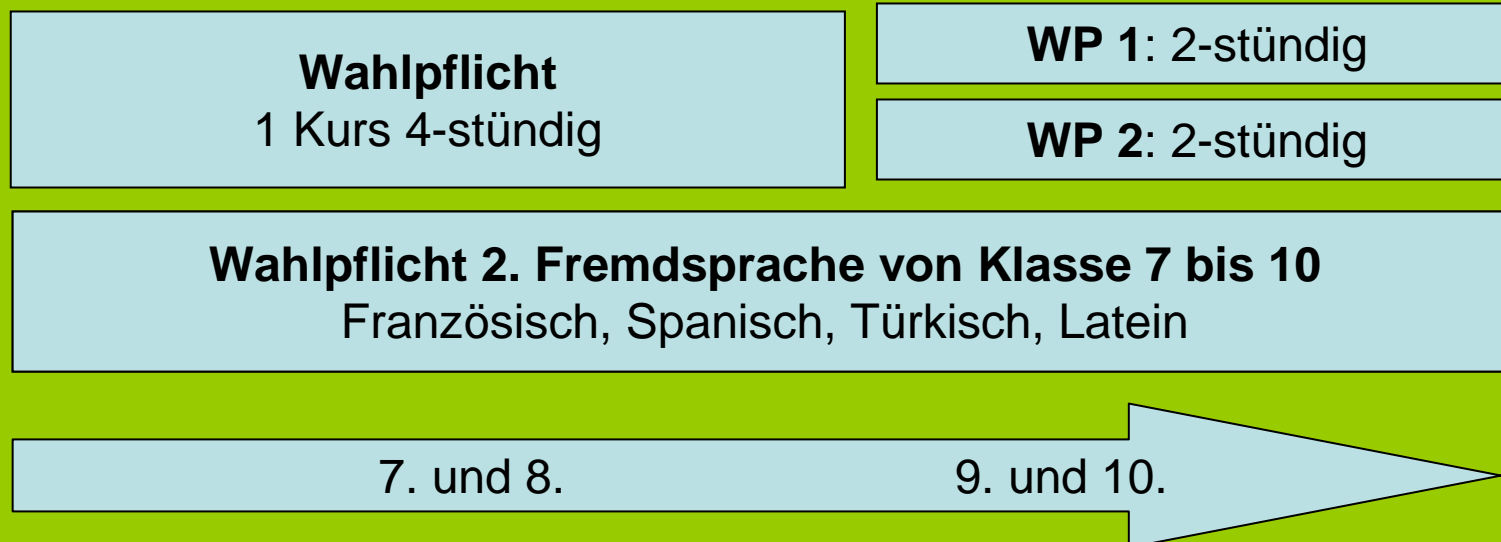 Wahlpflicht
1 Kurs 4-stündig
WP 1: 2-stündig
WP 2: 2-stündig
Wahlpflicht 2. Fremdsprache von Klasse 7 bis 10
Französisch, Spanisch, Türkisch, Latein
7. und 8.
9. und 10.